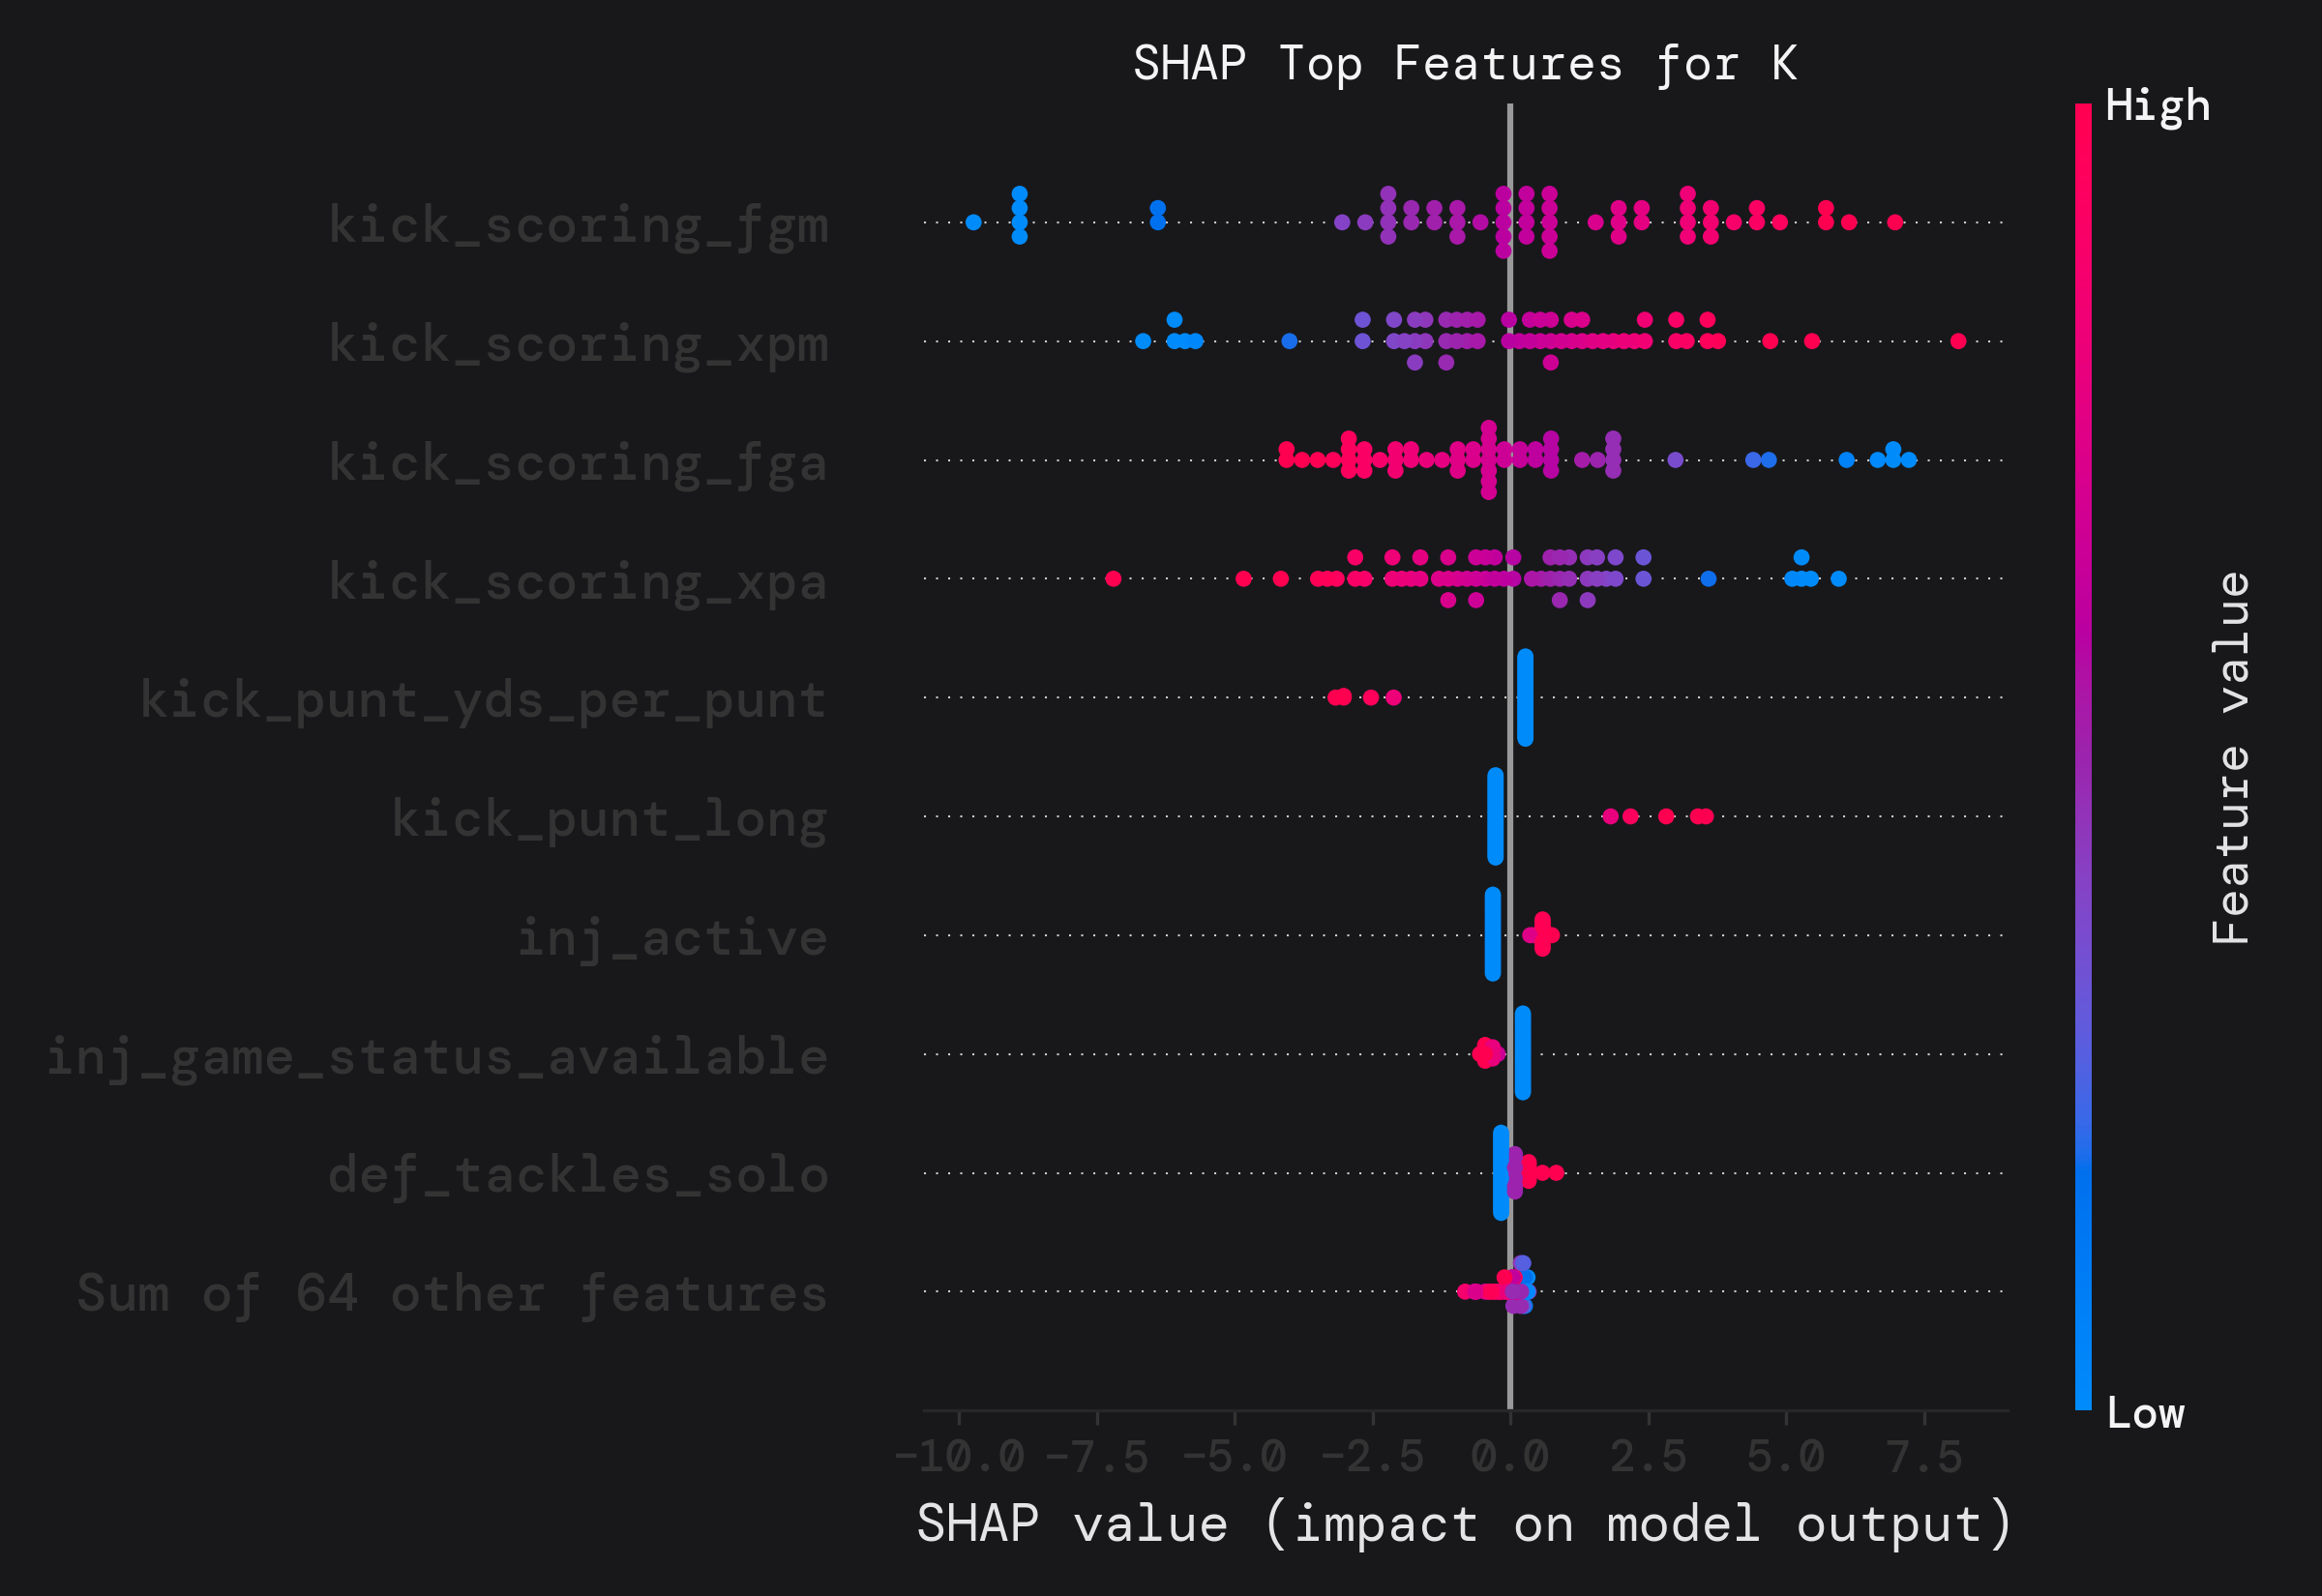 SHAP Top Features for K
High
kick_scoring_fgm
kick_scoring_xpm
kick_scoring_fga
kick_scoring_xpa
kick_punt_yds_per_punt
kick_punt_long
inj_active
inj_game_status_available
def_tackles_solo
Sum of 64 other features
Feature value
Low
−10.0 −7.5 −5.0 −2.5 0.0 2.5 5.0 7.5
SHAP value (impact on model output)